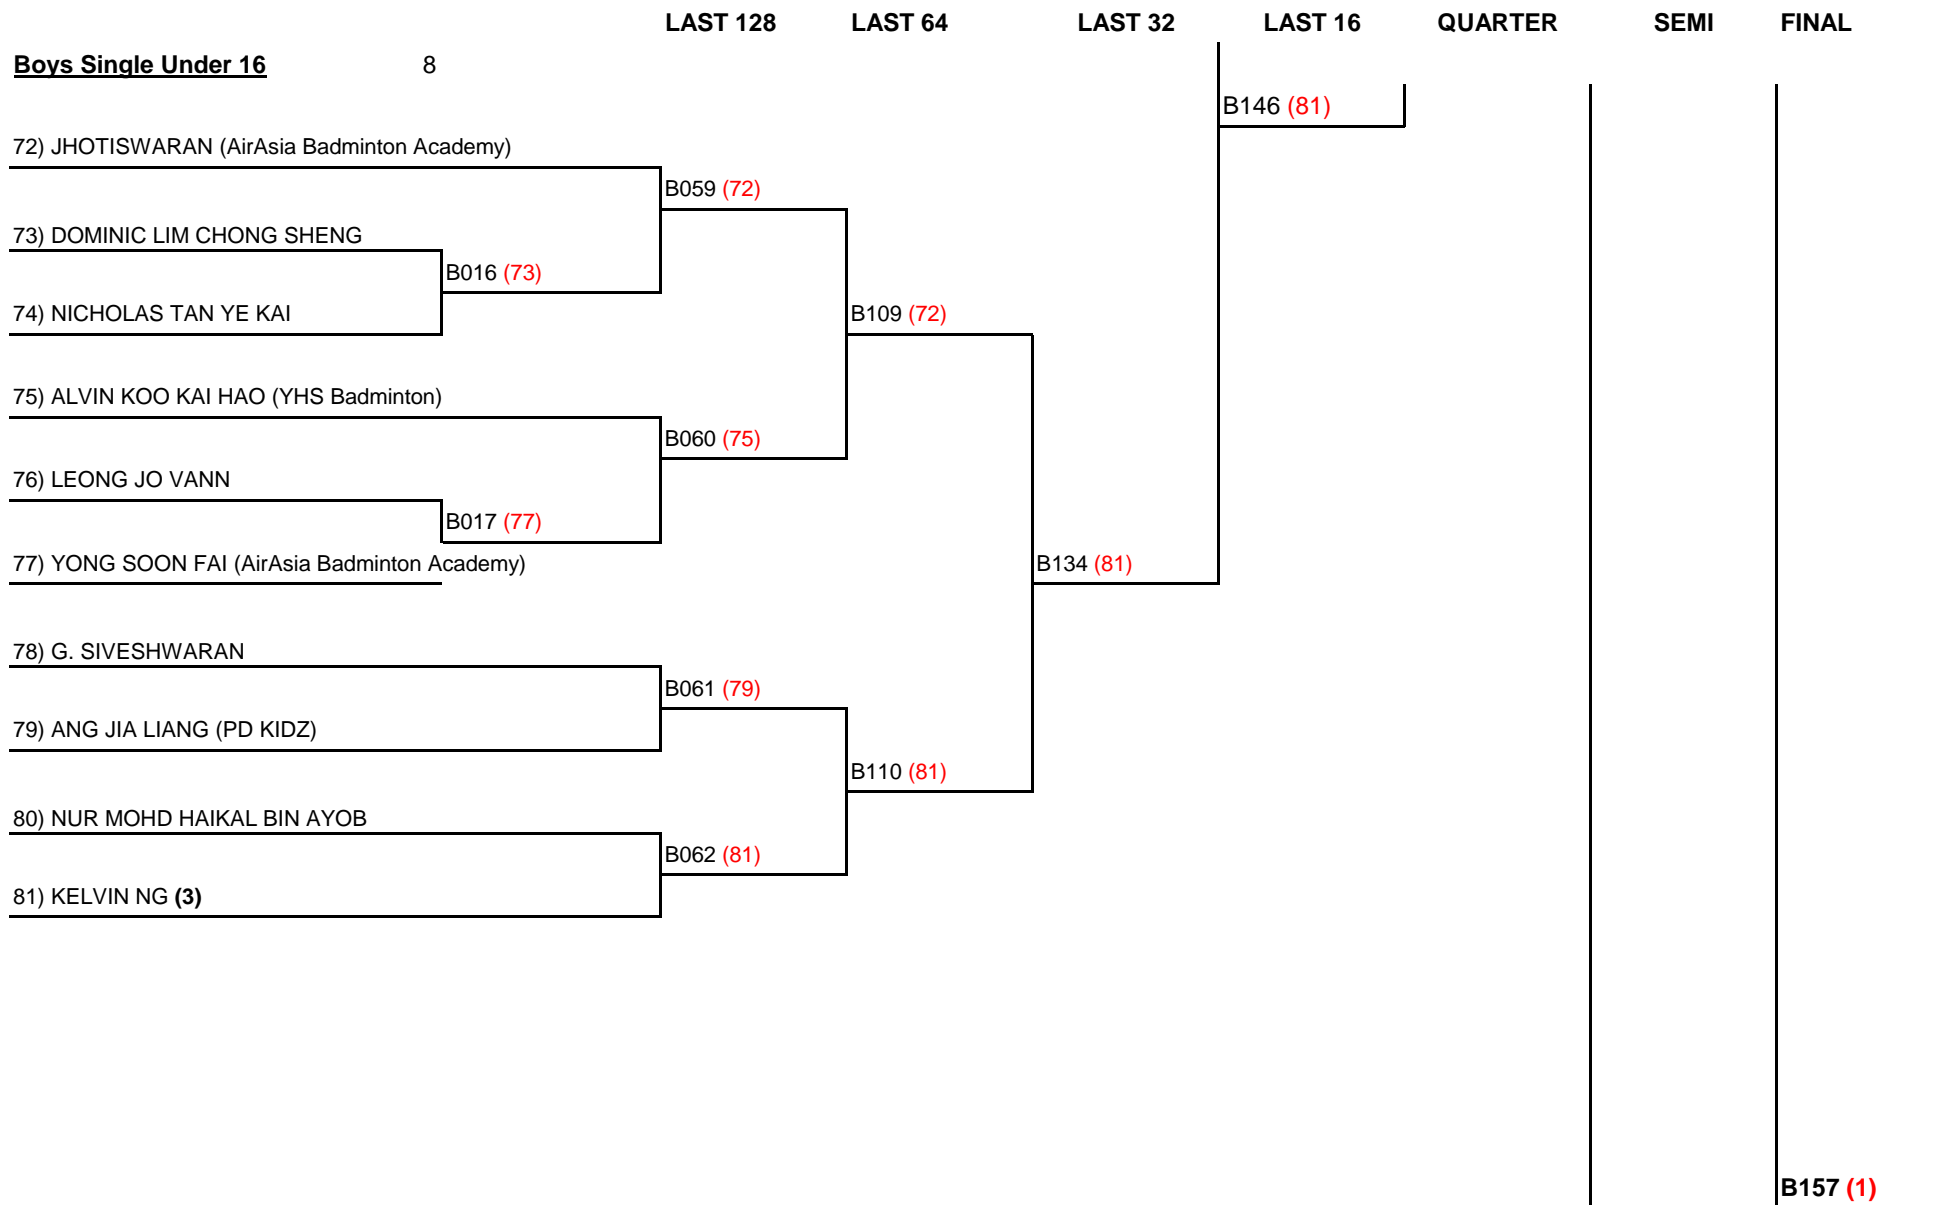 LAST 128 LAST 64 LAST 32 LAST 16 QUARTER SEMI FINAL
Boys Single Under 16 8
B146 (81)
72) JHOTISWARAN (AirAsia Badminton Academy)
B059 (72)
73) DOMINIC LIM CHONG SHENG
B016 (73)
74) NICHOLAS TAN YE KAI
B109 (72)
75) ALVIN KOO KAI HAO (YHS Badminton)
B060 (75)
76) LEONG JO VANN
B017 (77)
77) YONG SOON FAI (AirAsia Badminton Academy)
B134 (81)
78) G. SIVESHWARAN
B061 (79)
79) ANG JIA LIANG (PD KIDZ)
B110 (81)
80) NUR MOHD HAIKAL BIN AYOB
B062 (81)
81) KELVIN NG (3)
B157 (1)